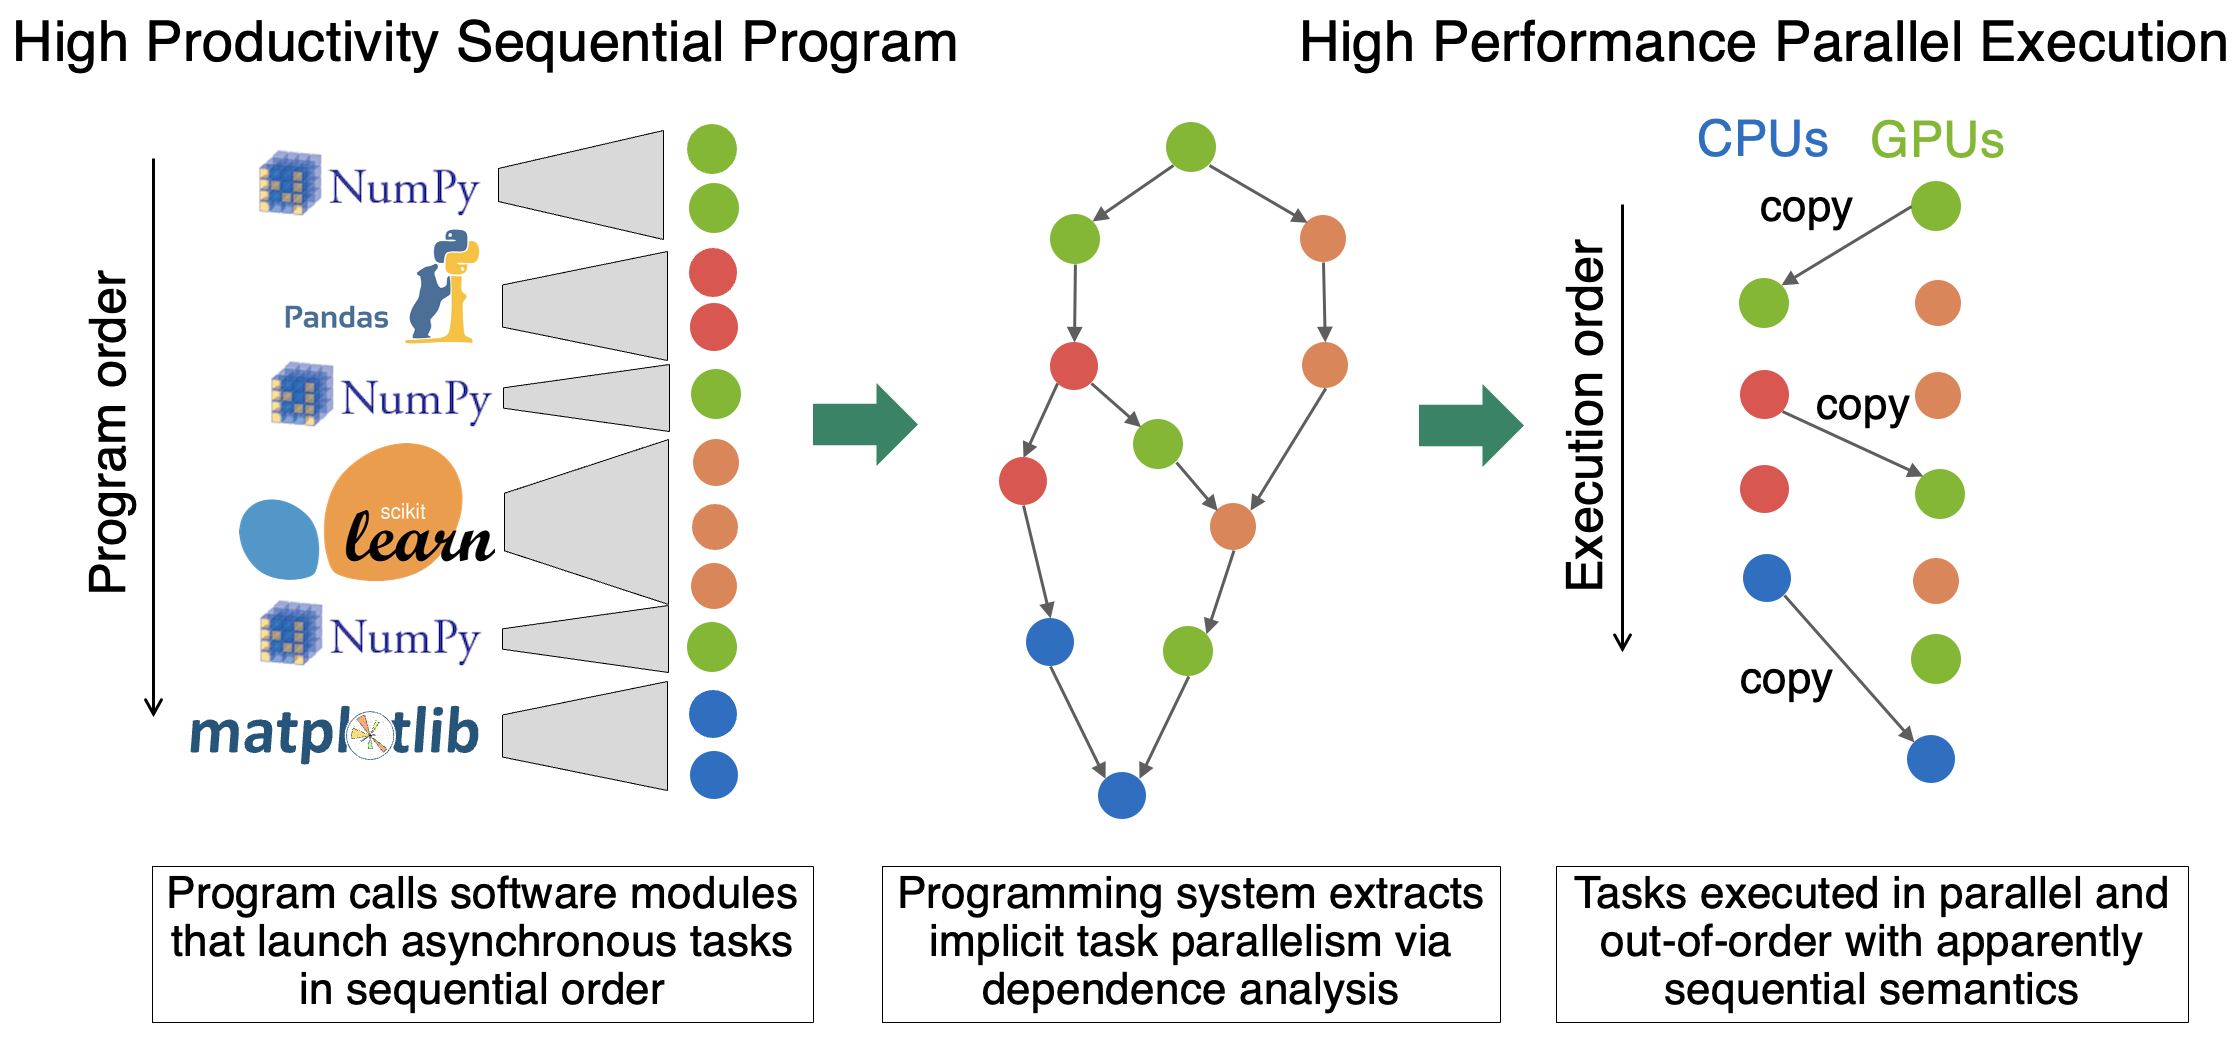 High Productivity Sequential Program
High Performance Parallel Execution
Program order
NumPy
Pandas
NumPy
scikit
learn
NumPy
matplotlib
CPUs GPUs
Execution order
copy
copy
copy
Program calls software modules
that launch asynchronous tasks
in sequential order
Programming system extracts
implicit task parallelism via
dependence analysis
Tasks executed in parallel and
out-of-order with apparently
sequential semantics